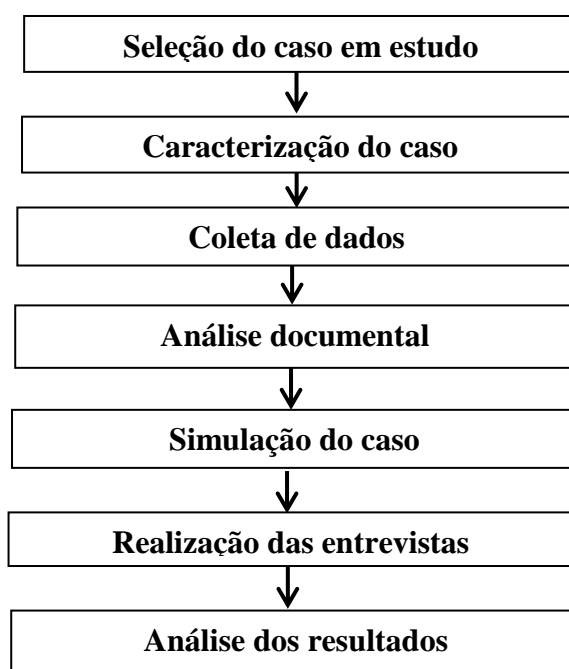 Seleção do caso em estudo
Caracterização do caso
Coleta de dados
Análise documental
Simulação do caso
Realização das entrevistas
Análise dos resultados